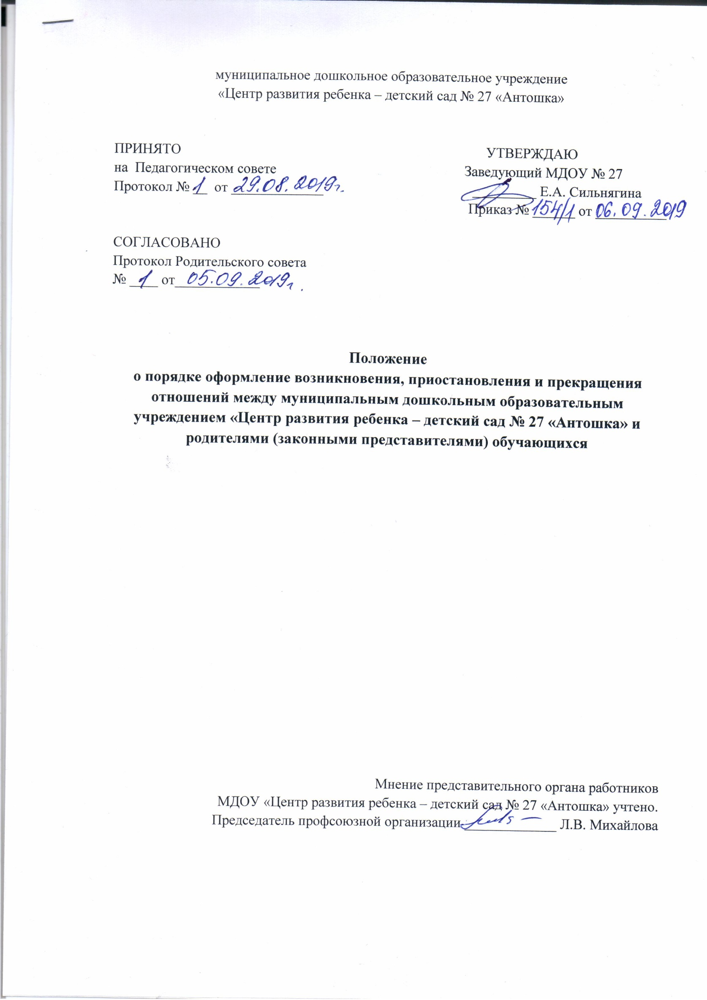 муниципальное дошкольное образовательное учреждение
«Центр развития ребенка – детский сад № 27 «Антошка»
ПРИНЯТО
на Педагогическом совете
Протокол № 1 от 29.08.2019г.
УТВЕРЖДАЮ
Заведующий МДОУ № 27
Е.А. Сильнягина
Приказ № 154/1 от 06.09.2019
СОГЛАСОВАНО
Протокол Родительского совета
№ 1 от 05.09.2019г.
Положение
о порядке оформление возникновения, приостановления и прекращения
отношений между муниципальным дошкольным образовательным
учреждением «Центр развития ребенка – детский сад № 27 «Антошка» и
родителями (законными представителями) обучающихся
Мнение представительного органа работников
МДОУ «Центр развития ребенка – детский сад № 27 «Антошка» учтено.
Председатель профсоюзной организации Л.В. Михайлова